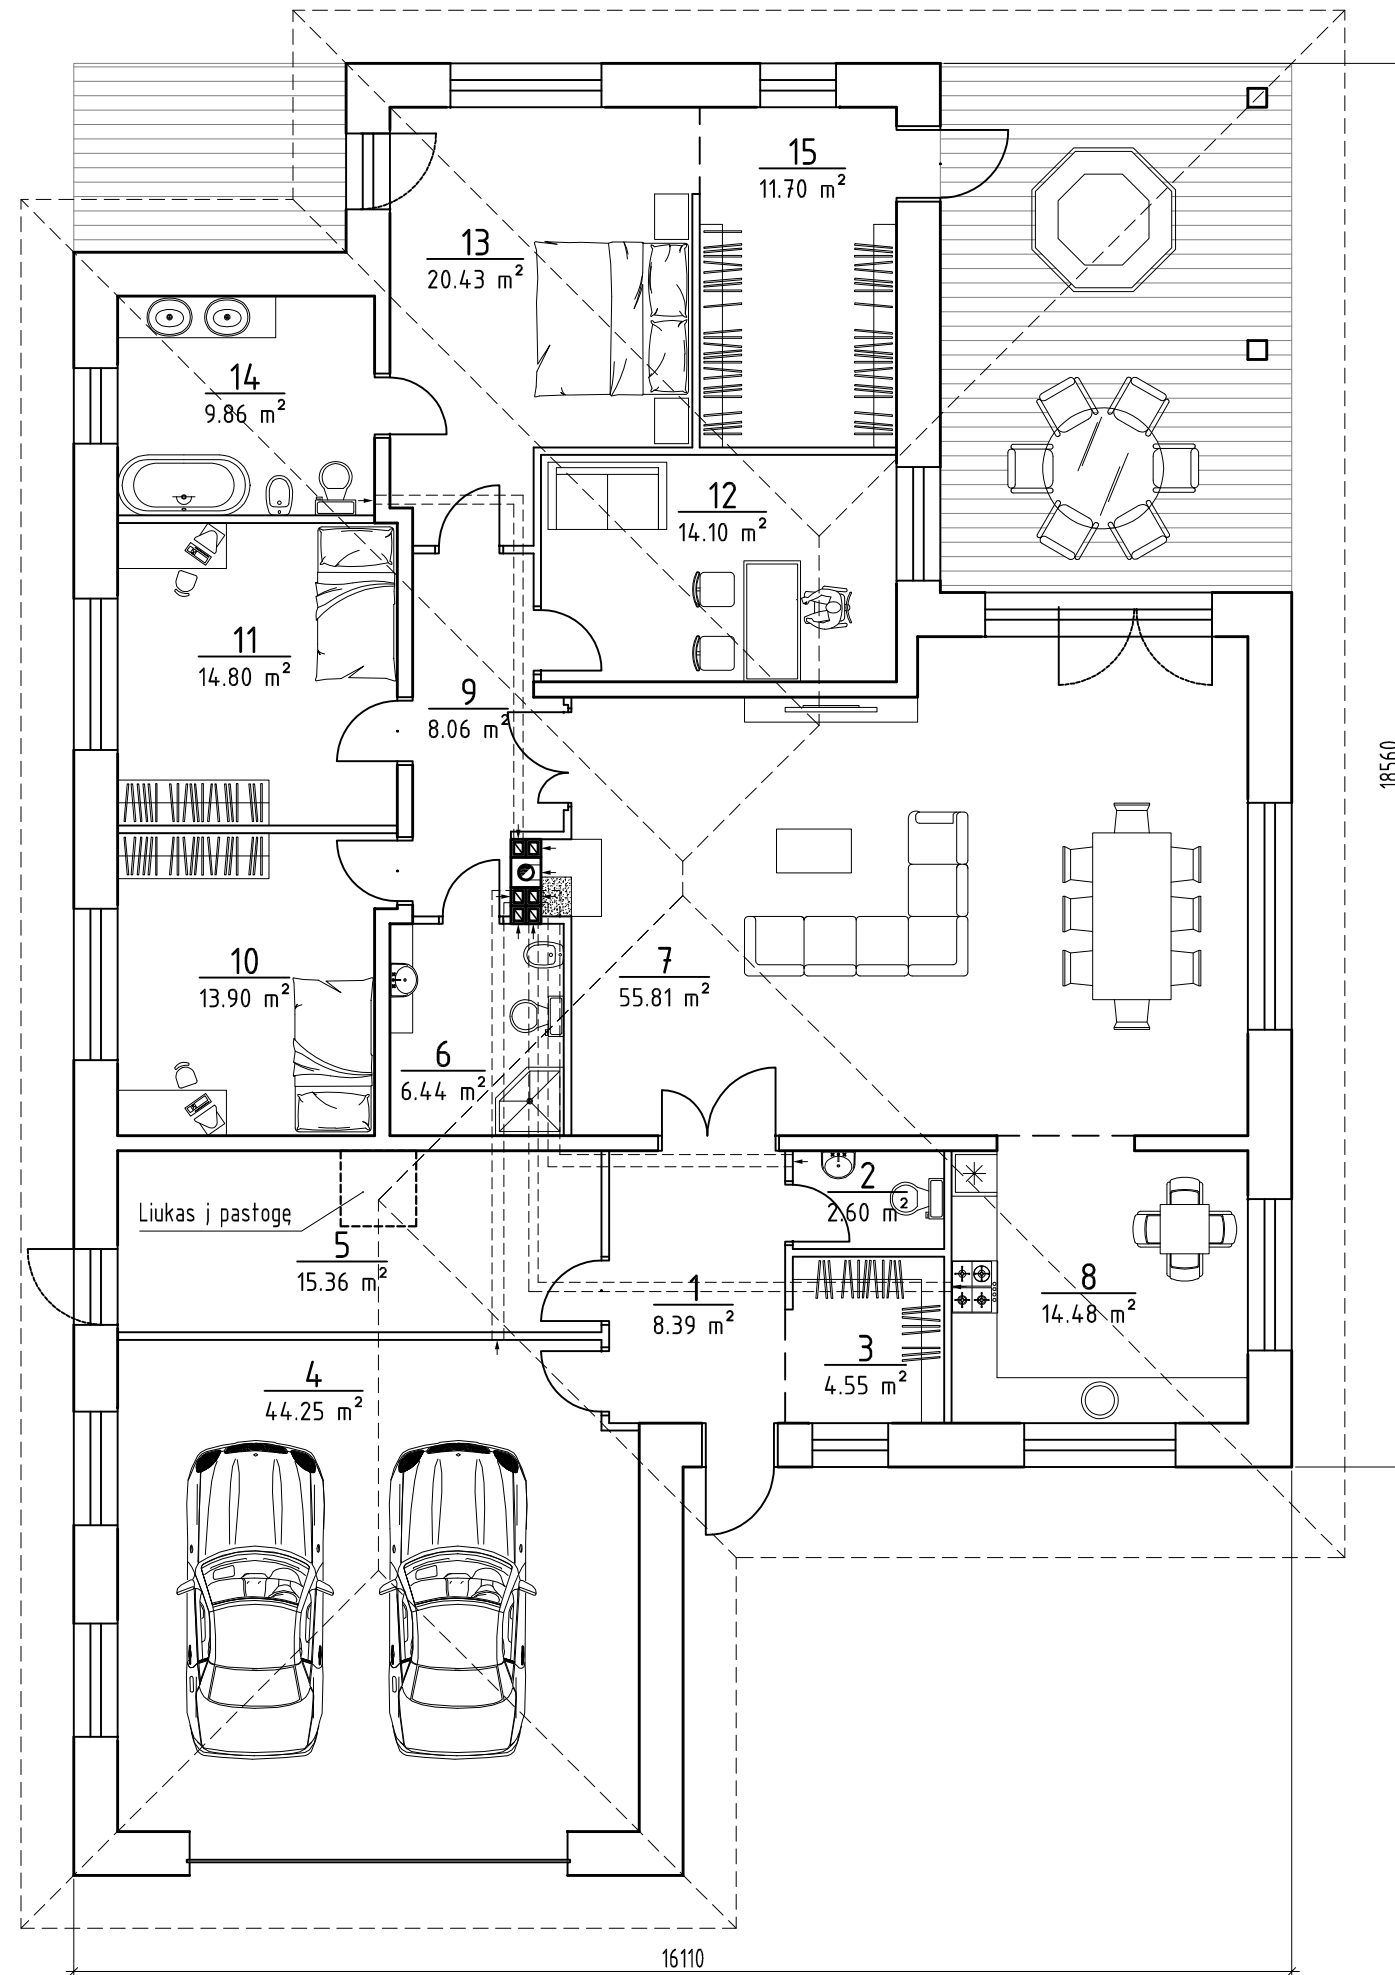 15
11.70 m²
13
20.43 m²
14
9.86 m²
12
14.10 m²
11
14.80 m²
9
8.06 m²
18560
7
55.81 m²
10
13.90 m²
6
6.44 m²
2
2.60 m²
Liukas į pastogę
5
15.36 m²
1
8.39 m²
8
14.48 m²
3
4.55 m²
4
44.25 m²
16110